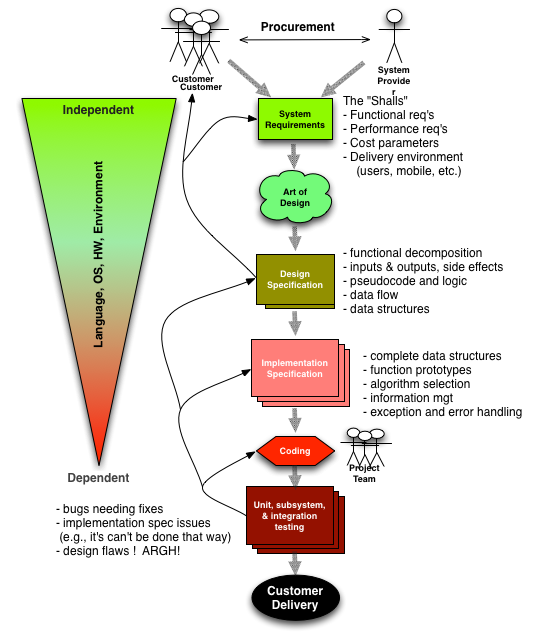 Procurement
Customer
Customer
System
Provide
r
Independent
Language, OS, HW, Environment
Dependent
System
Requirements
The "Shalls"
- Functional req's
- Performance req's
- Cost parameters
- Delivery environment
(users, mobile, etc.)
Art of
Design
Design
Specification
- functional decomposition
- inputs & outputs, side effects
- pseudocode and logic
- data flow
- data structures
Implementation
Specification
- complete data structures
- function prototypes
- algorithm selection
- information mgt
- exception and error handling
Coding
Project
Team
Unit, subsystem,
& integration
testing
- bugs needing fixes
- implementation spec issues
(e.g., it's can't be done that way)
- design flaws ! ARGH!
Customer
Delivery